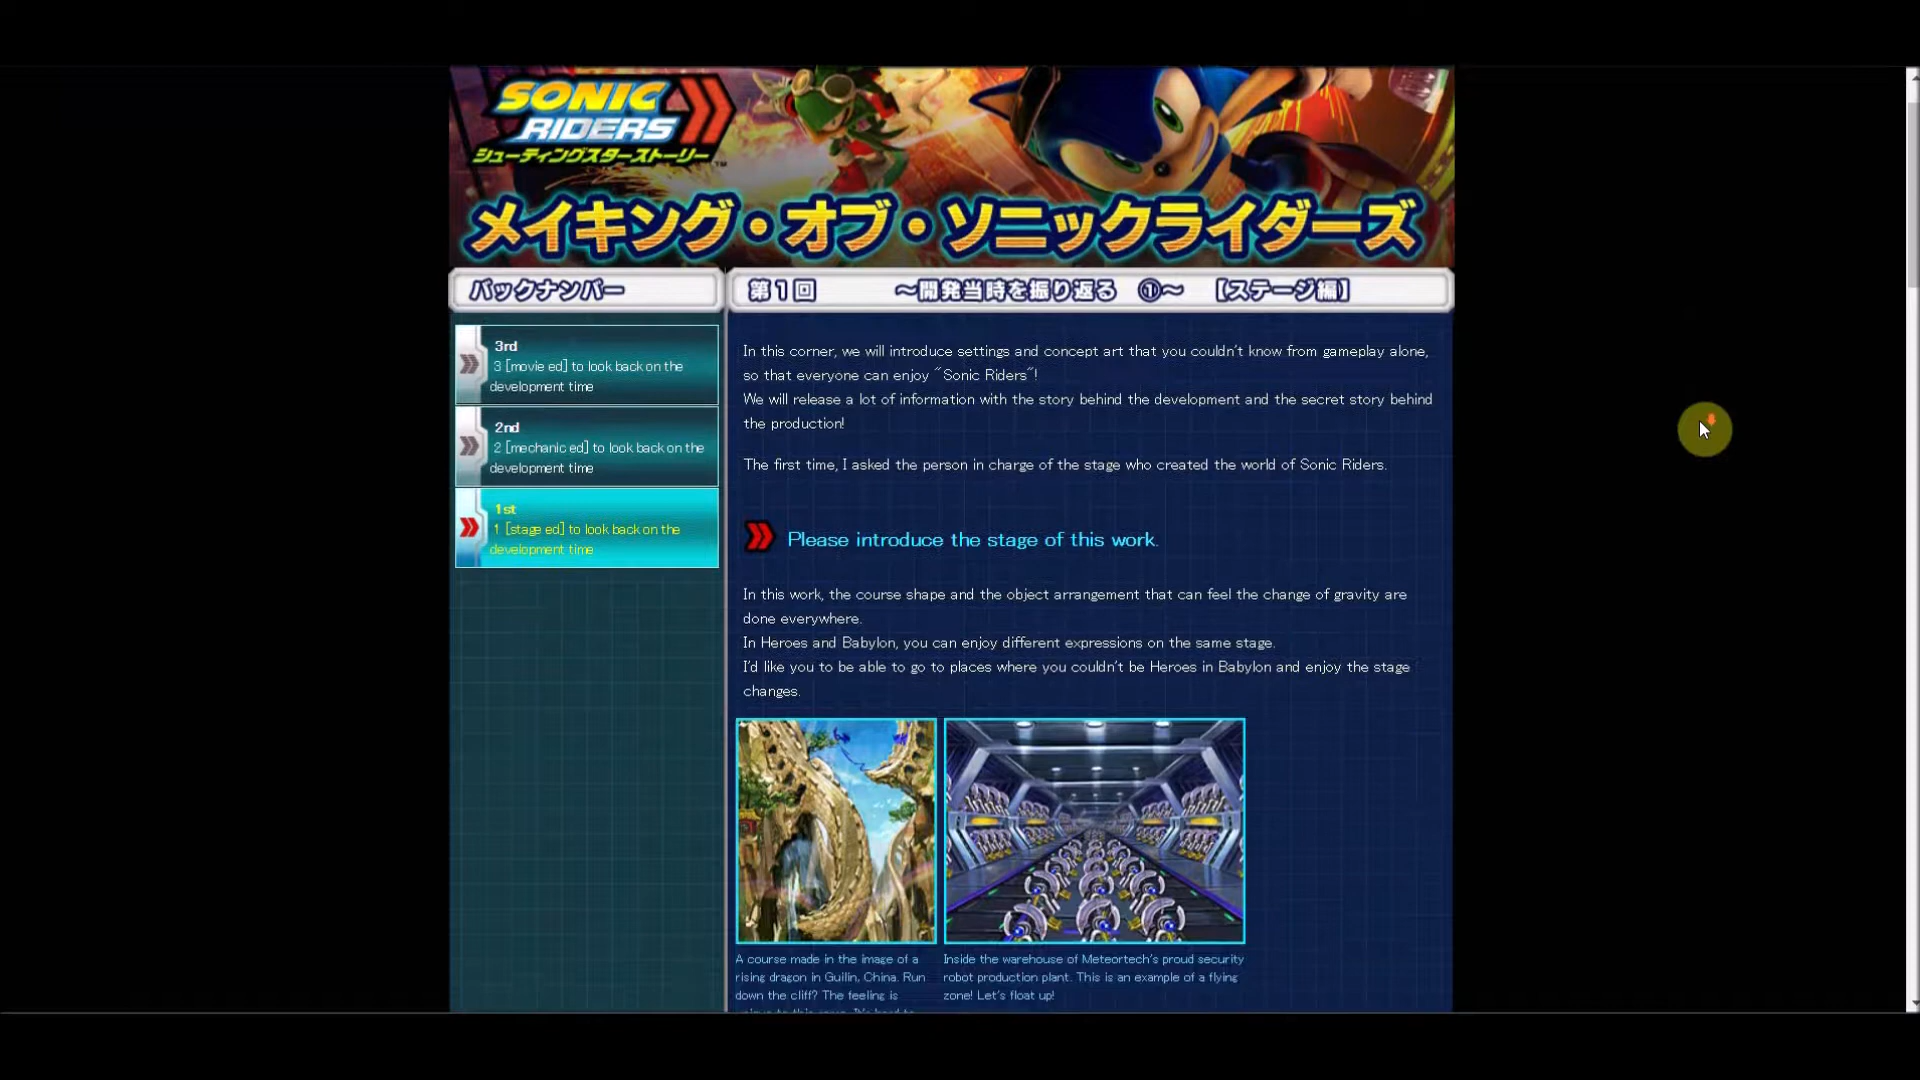 SONIC
RIDERS
シューティングスターストーリー
TM
メイキング・オブ・ソニックライダーズ
バックナンバー
第1回 ～開発当時を振り返る ①～ 【ステージ編】
3rd
3 [movie ed] to look back on the
development time
2nd
2 [mechanic ed] to look back on the
development time
1st
1 [stage ed] to look back on the
development time
In this corner, we will introduce settings and concept art that you couldn't know from gameplay alone,
so that everyone can enjoy "Sonic Riders"!
We will release a lot of information with the story behind the development and the secret story behind
the production!
The first time, I asked the person in charge of the stage who created the world of Sonic Riders.
Please introduce the stage of this work.
In this work, the course shape and the object arrangement that can feel the change of gravity are
done everywhere.
In Heroes and Babylon, you can enjoy different expressions on the same stage.
I'd like you to be able to go to places where you couldn't be Heroes in Babylon and enjoy the stage
changes.
A course made in the image of a
rising dragon in Guilin, China. Run
down the cliff? The feeling is
Inside the warehouse of Meteortech's proud security
robot production plant. This is an example of a flying
zone! Let's float up!